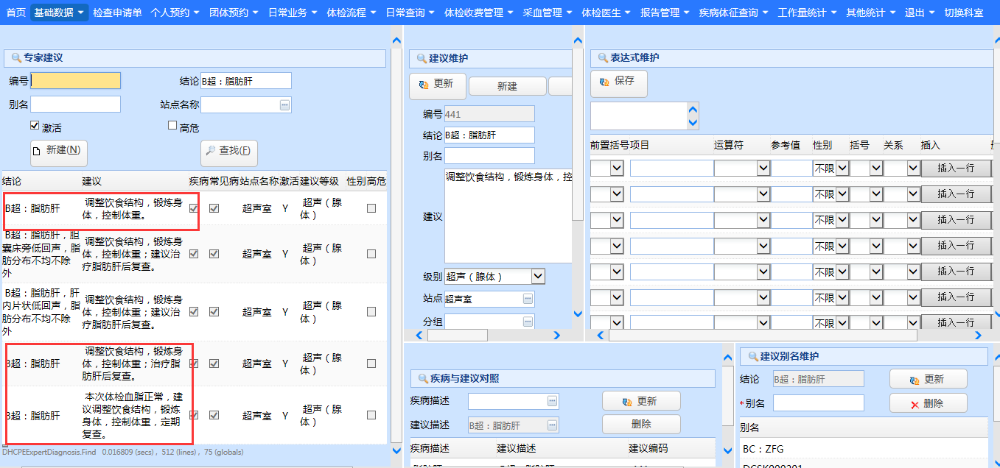 首页 基础数据 检查申请单 个人预约 团体预约 日常业务 体检流程 日常查询 体检收费管理 采血管理 体检医生 报告管理 疾病体征查询 工作量统计 其他统计 退出 切换科室
专家建议
编号
结论 B超：脂肪肝
别名
站点名称
激活
高危
新建(N)
查找(F)
结论 建议 疾病 常见病 站点名称 激活 建议等级 性别 高危
B超：脂肪肝
调整饮食结构，锻炼身
体，控制体重。
超声室 Y
超声（腺
体）
B超：脂肪肝，胆
囊床旁低回声，脂
肪分布不均不除
外
调整饮食结构，锻炼身
体，控制体重；建议治
疗脂肪肝后复查。
超声室 Y
超声（腺
体）
B超：脂肪肝，肝
内片状低回声，脂
肪分布不均不除
外
调整饮食结构，锻炼身
体，控制体重；建议治
疗脂肪肝后复查。
超声室 Y
超声（腺
体）
B超：脂肪肝
调整饮食结构，锻炼身
体，控制体重；治疗脂
肪肝后复查。
超声室 Y
超声（腺
体）
B超：脂肪肝
本次体检血脂正常，建
议调整饮食结构，锻炼
身体，控制体重，定期
复查。
超声室 Y
超声（腺
体）
DHCPEExpertDiagnosis.Find 0.016809 (secs)， 512 (lines)， 75 (globals)
建议维护
更新 新建
编号 441
结论 B超：脂肪肝
别名
建议
调整饮食结构，锻炼身体，控
级别 超声（腺体）
站点 超声室
分组
表达式维护
保存
前置括号 项目 运算符 参考值 性别 括号 关系 插入
不限 插入一行
不限 插入一行
不限 插入一行
不限 插入一行
不限 插入一行
不限 插入一行
不限 插入一行
疾病与建议对照
疾病描述 更新
建议描述 B超：脂肪肝 删除
疾病描述 建议描述 建议编码
建议别名维护
结论 B超：脂肪肝 更新
*别名 删除
别名
BC：ZFG